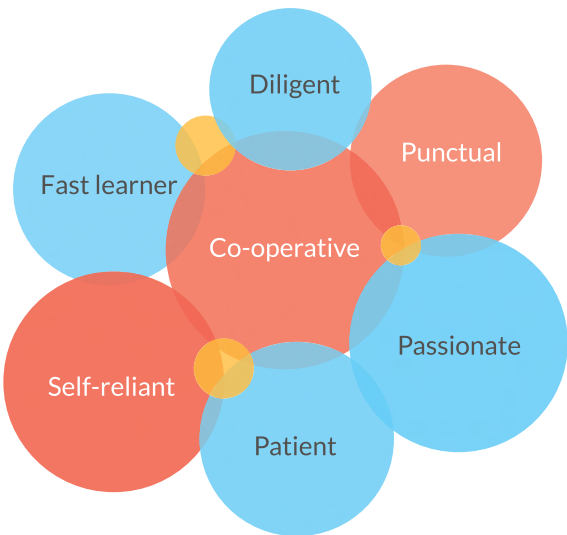 Diligent
Punctual
Fast learner
Co-operative
Passionate
Self-reliant
Patient